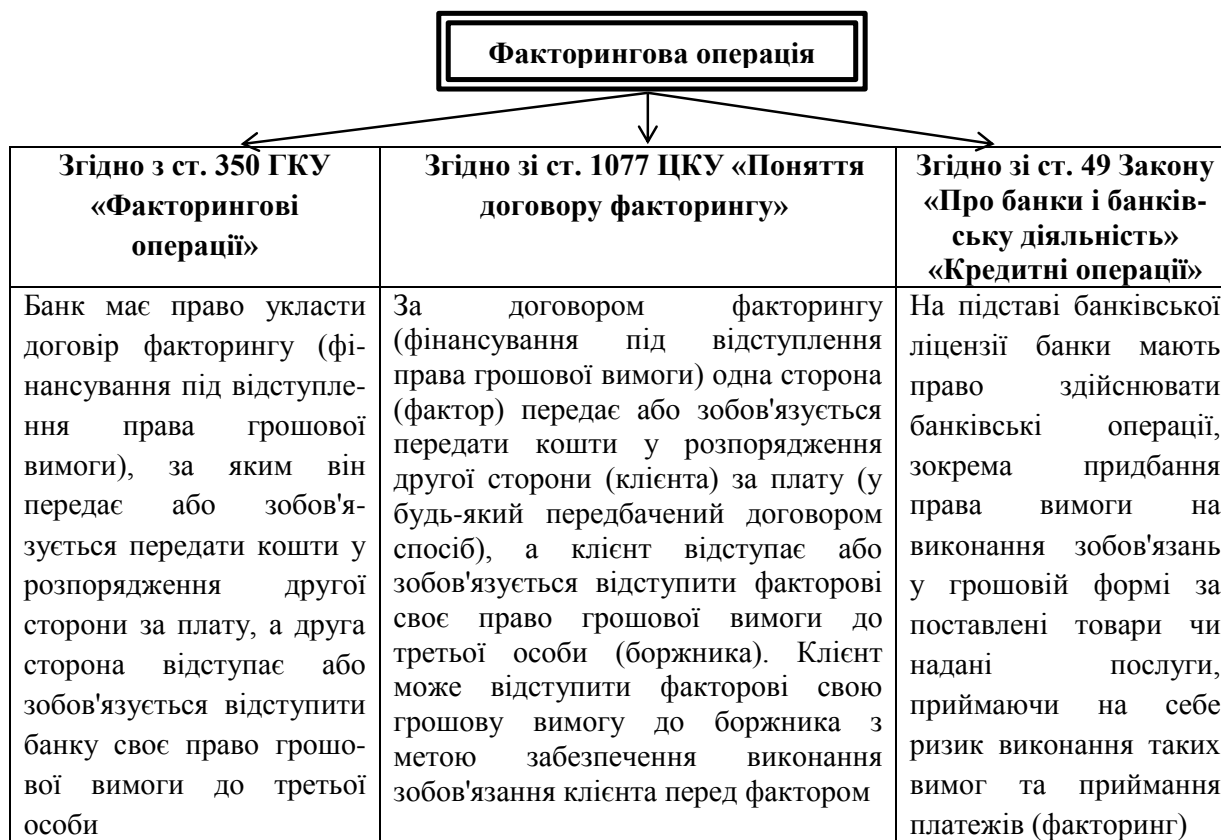 Факторингова операція
Згідно з ст. 350 ГКУ
«Факторингові
операції»
Згідно зі ст. 1077 ЦКУ «Поняття
договору факторингу»
Згідно зі ст. 49 Закону
«Про банки і банків-
ську діяльність»
«Кредитні операції»
Банк має право укласти
договір факторингу (фі-
нансування під відступле-
ння права грошової
вимоги), за яким він
передає або зобов'я-
зується передати кошти у
розпорядження другої
сторони за плату, а друга
сторона відступає або
зобов'язується відступити
банку своє право грошо-
вої вимоги до третьої
особи
За договором факторингу
(фінансування під відступлення
права грошової вимоги) одна сторона
(фактор) передає або зобов'язується
передати кошти у розпорядження
другої сторони (клієнта) за плату (у
будь-який передбачений договором
спосіб), а клієнт відступає або
зобов'язується відступити факторові
своє право грошової вимоги до
третьої особи (боржника). Клієнт
може відступити факторові свою
грошову вимогу до боржника з
метою забезпечення виконання
зобов'язання клієнта перед фактором
На підставі банківської
ліцензії банки мають
право здійснювати
банківські операції,
зокрема придбання
права вимоги на
виконання зобов'язань
у грошовій формі за
поставлені товари чи
надані послуги,
приймаючи на себе
ризик виконання таких
вимог та приймання
платежів (факторинг)